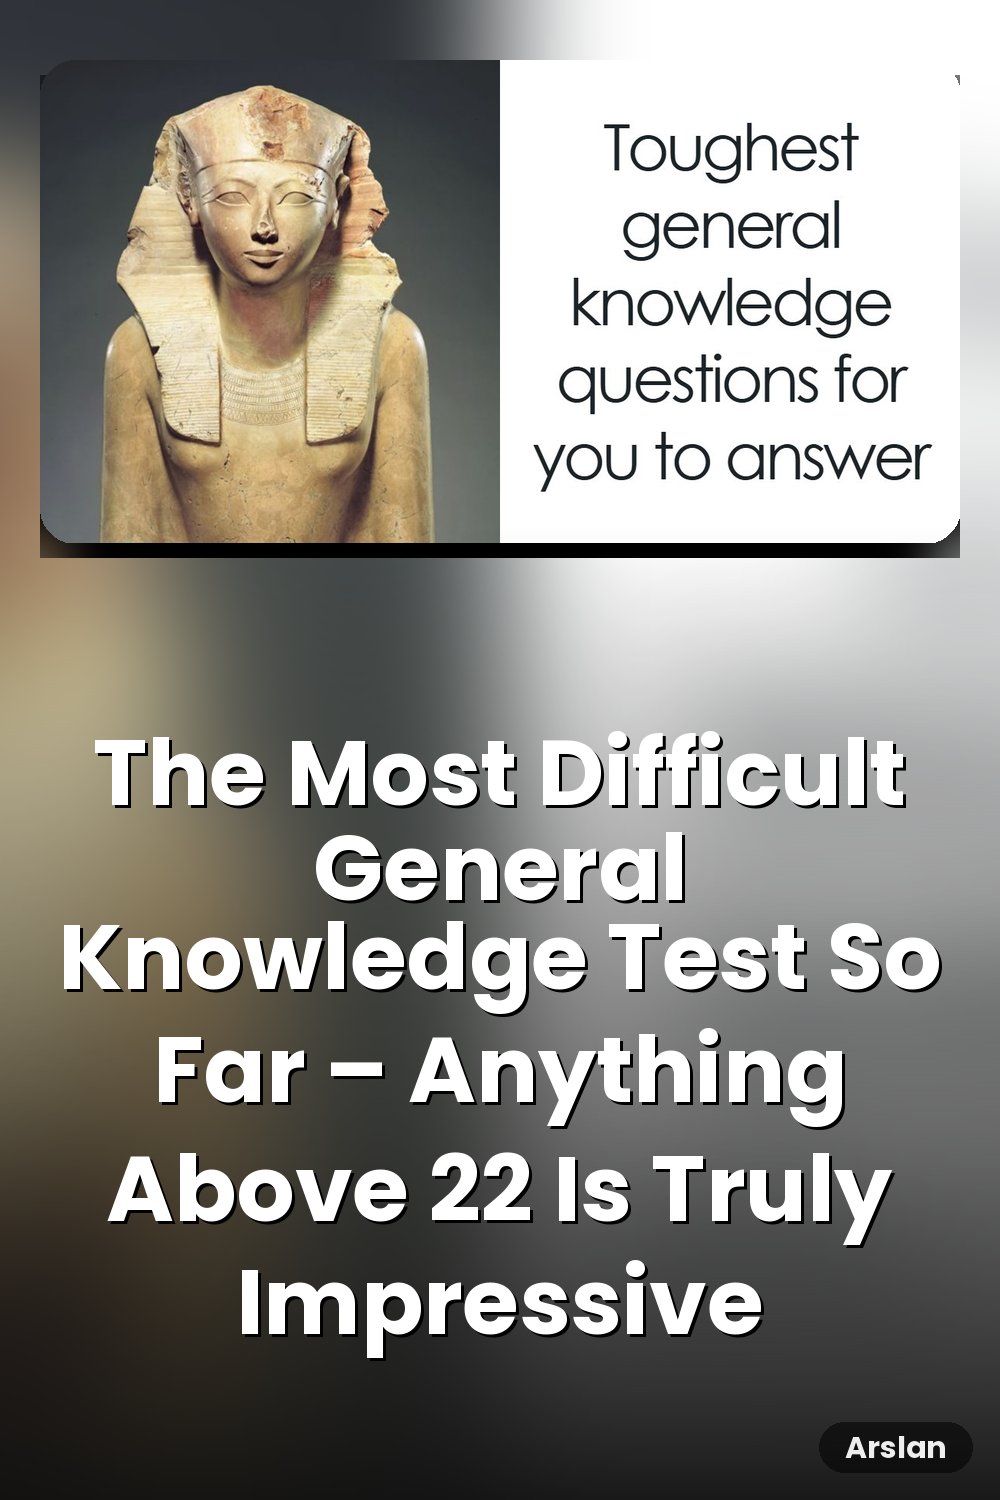 Toughest
general
knowledge
questions for
you to answer
The Most Difficult
General
Knowledge Test So
Far – Anything
Above 22 Is Truly
Impressive
Arslan